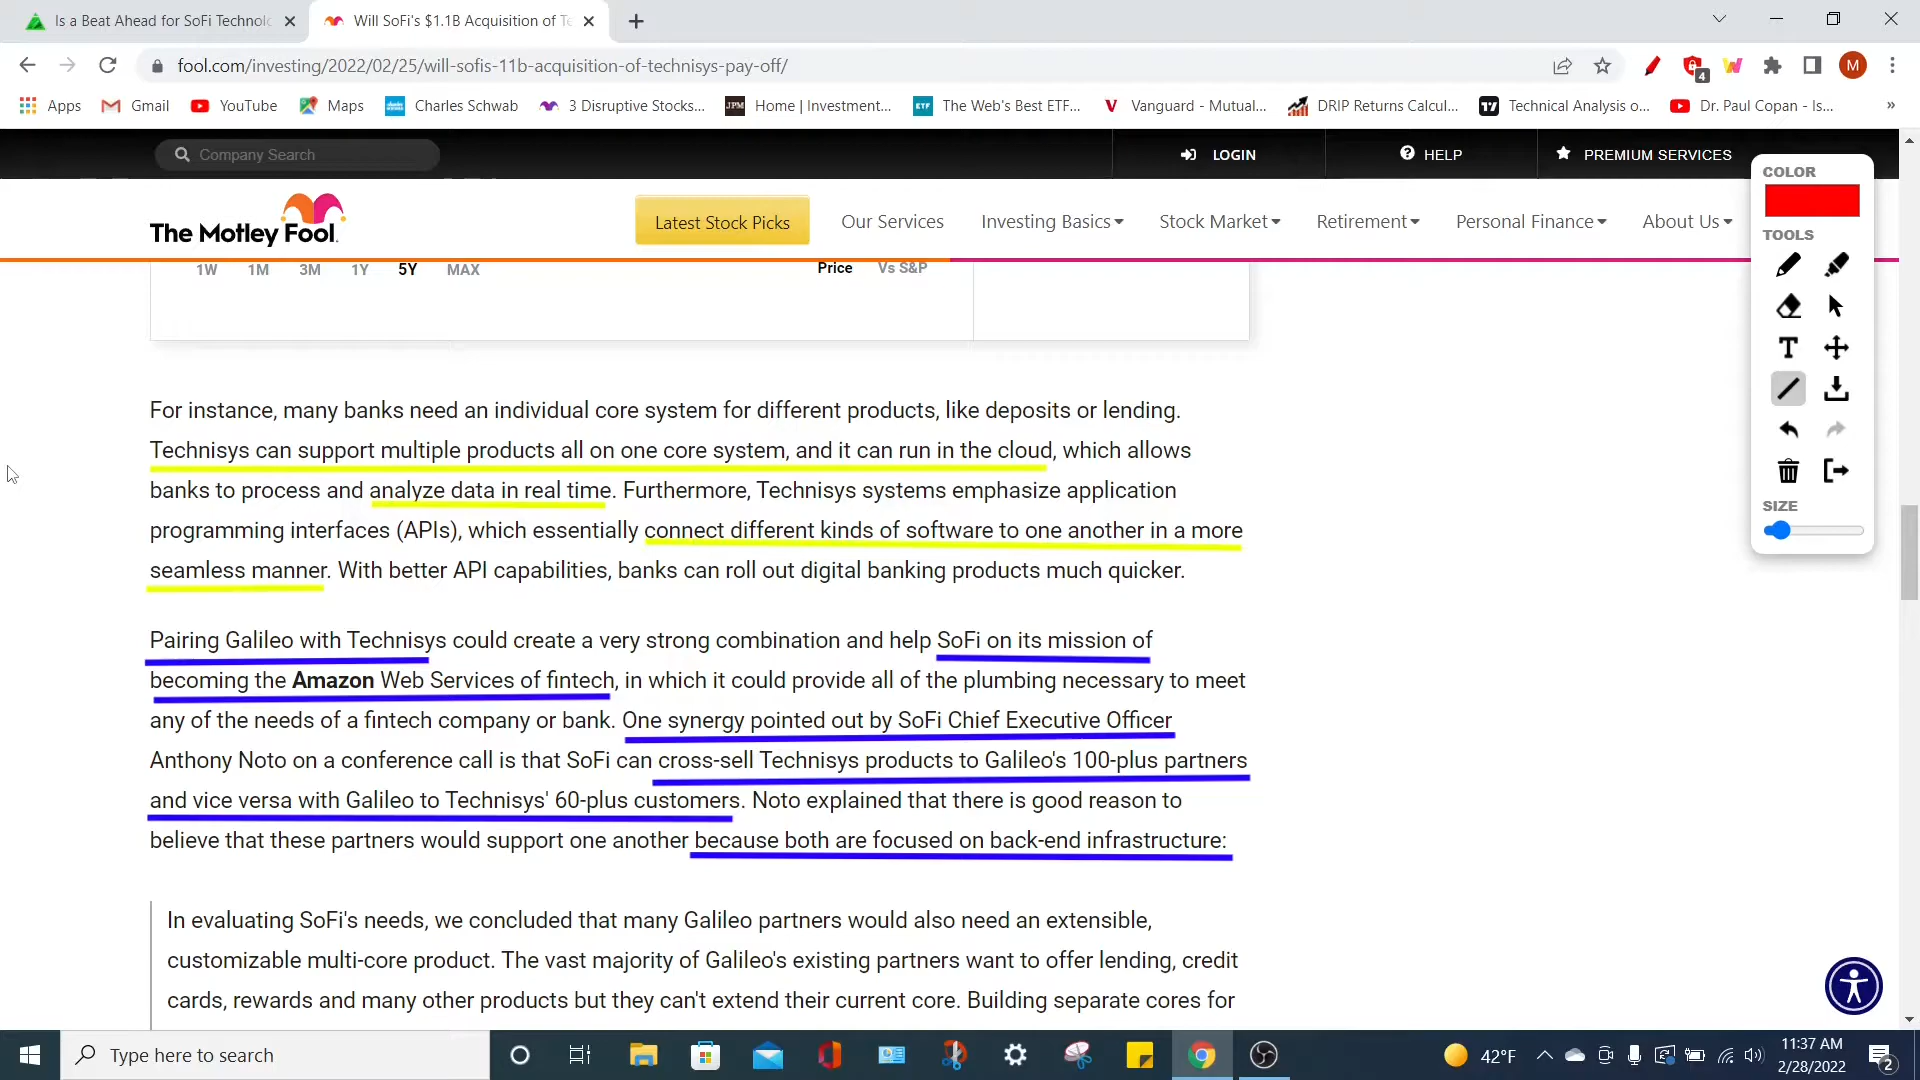 Is a Beat Ahead for SoFi Technolo
Will SoFi's $1.1B Acquisition of Te
fool.com/investing/2022/02/25/will-sofis-11b-acquisition-of-technisys-pay-off/
4
M
Apps
Gmail
YouTube
Maps
Charles Schwab
3 Disruptive Stocks...
JPM
Home | Investment...
ETF
The Web's Best ETF...
Vanguard - Mutual...
DRIP Returns Calcul...
Technical Analysis o...
Dr. Paul Copan - Is...
»
Company Search
LOGIN
HELP
PREMIUM SERVICES
The Motley Fool.
Latest Stock Picks
Our Services
Investing Basics
Stock Market
Retirement
Personal Finance
About Us
COLOR
TOOLS
T
SIZE
1W
1M
3M
1Y
5Y
MAX
Price
Vs S&P
For instance, many banks need an individual core system for different products, like deposits or lending.
Technisys can support multiple products all on one core system, and it can run in the cloud, which allows
banks to process and analyze data in real time. Furthermore, Technisys systems emphasize application
programming interfaces (APIs), which essentially connect different kinds of software to one another in a more
seamless manner. With better API capabilities, banks can roll out digital banking products much quicker.
Pairing Galileo with Technisys could create a very strong combination and help SoFi on its mission of
becoming the Amazon Web Services of fintech, in which it could provide all of the plumbing necessary to meet
any of the needs of a fintech company or bank. One synergy pointed out by SoFi Chief Executive Officer
Anthony Noto on a conference call is that SoFi can cross-sell Technisys products to Galileo's 100-plus partners
and vice versa with Galileo to Technisys' 60-plus customers. Noto explained that there is good reason to
believe that these partners would support one another because both are focused on back-end infrastructure:
In evaluating SoFi's needs, we concluded that many Galileo partners would also need an extensible,
customizable multi-core product. The vast majority of Galileo's existing partners want to offer lending, credit
cards, rewards and many other products but they can't extend their current core. Building separate cores for
Type here to search
42°F
11:37 AM
2/28/2022
2